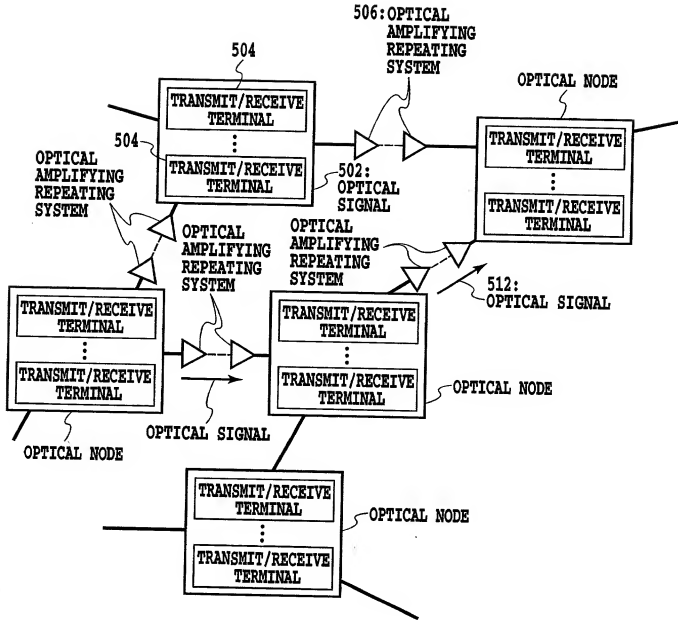 506:OPTICAL
AMPLIFYING
REPEATING
SYSTEM
504
OPTICAL NODE
TRANSMIT/RECEIVE
TERMINAL
504
TRANSMIT/RECEIVE
TERMINAL
502:
OPTICAL
SIGNAL
TRANSMIT/RECEIVE
TERMINAL
TRANSMIT/RECEIVE
TERMINAL
OPTICAL
AMPLIFYING
REPEATING
SYSTEM
OPTICAL
AMPLIFYING
REPEATING
SYSTEM
OPTICAL
AMPLIFYING
REPEATING
SYSTEM
512:
OPTICAL SIGNAL
TRANSMIT/RECEIVE
TERMINAL
TRANSMIT/RECEIVE
TERMINAL
OPTICAL NODE
OPTICAL SIGNAL
TRANSMIT/RECEIVE
TERMINAL
TRANSMIT/RECEIVE
TERMINAL
OPTICAL NODE
TRANSMIT/RECEIVE
TERMINAL
TRANSMIT/RECEIVE
TERMINAL
OPTICAL NODE